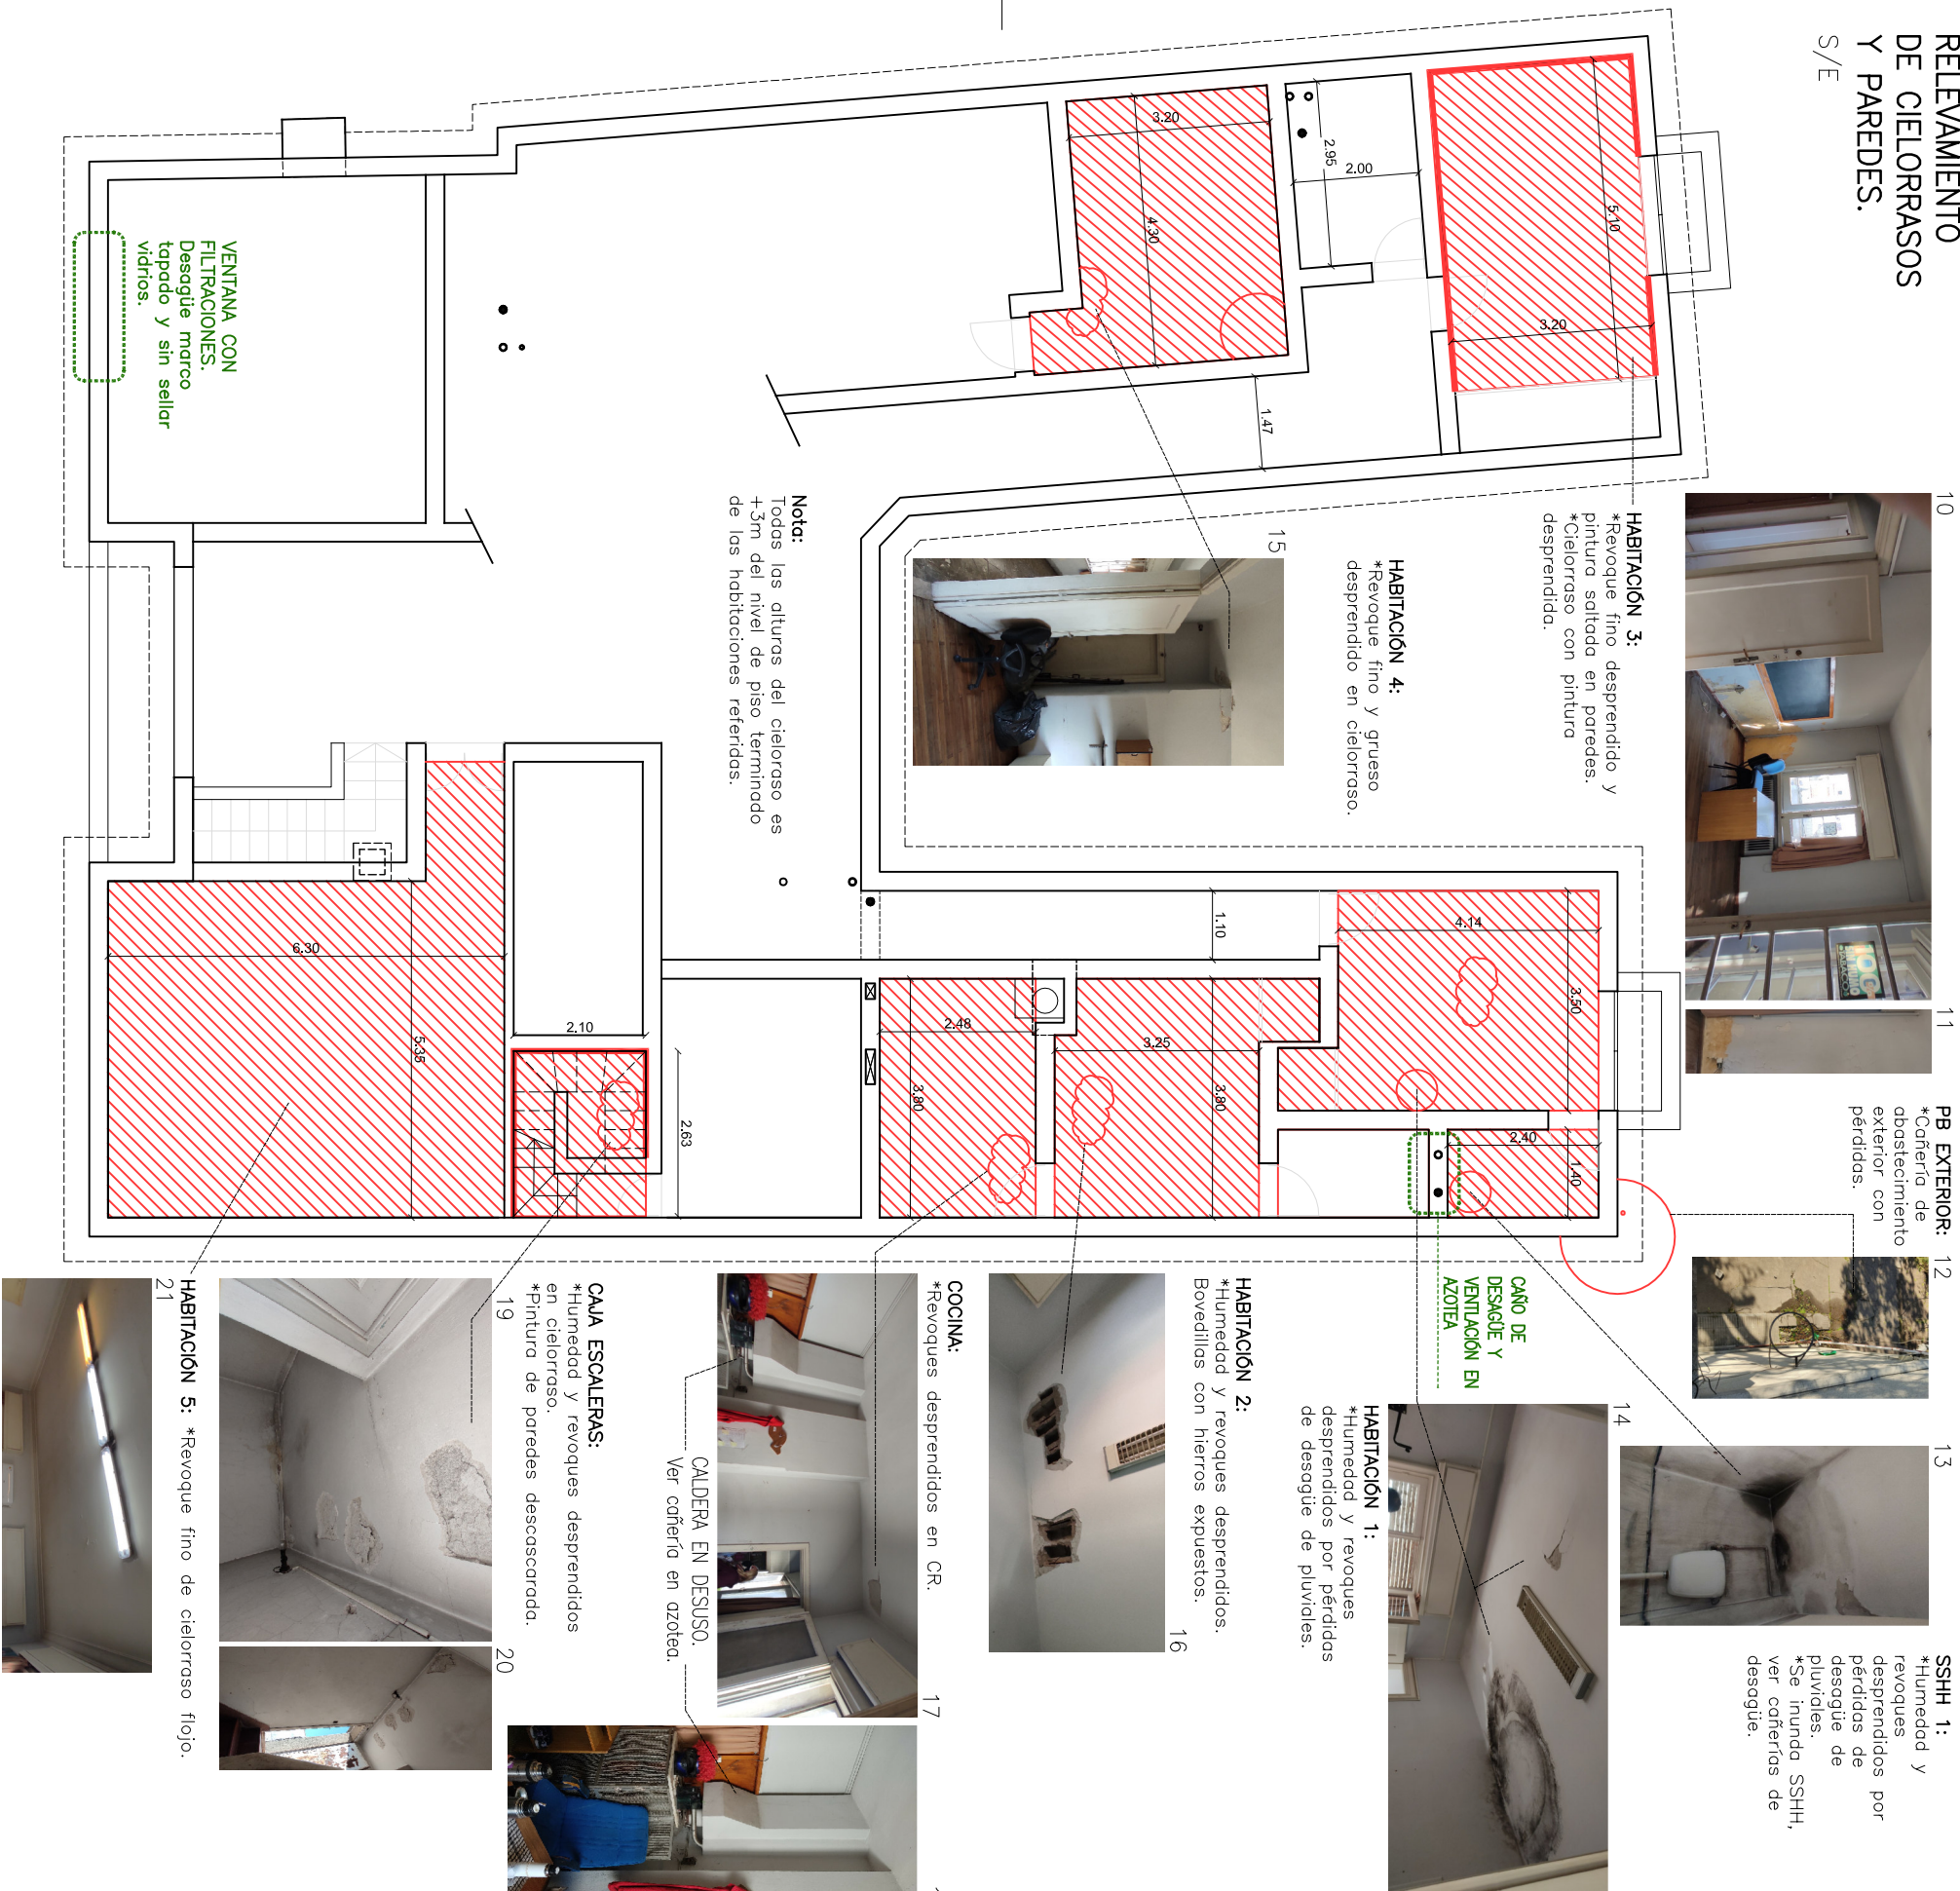 RELEVAMIENTO
DE CIELORRASOS
Y PAREDES.
S/E
10
11
HABITACIÓN 3:
*Revoque fino desprendido y
pintura saltada en paredes.
*Cielorraso con pintura
desprendida.
PB EXTERIOR:
*Cañería de
abastecimiento
exterior con
pérdidas.
12
13
SSHH 1:
*Humedad y
revoques
desprendidos por
pérdidas de
desagüe de
pluviales.
*Se inunda SSHH,
ver cañerías de
desagüe.
15
HABITACIÓN 4:
*Revoque fino y grueso
desprendido en cielorraso.
14
HABITACIÓN 1:
*Humedad y revoques
desprendidos por pérdidas
de desagüe de pluviales.
CAÑO DE
DESAGÜE Y
VENTILACIÓN EN
AZOTEA
HABITACIÓN 2:
*Humedad y revoques desprendidos.
Bovedillas con hierros expuestos.
16
COCINA:
*Revoques desprendidos en CR.
17
CALDERA EN DESUSO.
Ver cañería en azotea.
Nota:
Todas las alturas del cieloraso es
+3m del nivel de piso terminado
de las habitaciones referidas.
CAJA ESCALERAS:
*Humedad y revoques desprendidos
en cielorraso.
*Pintura de paredes descascarada.
19
20
HABITACIÓN 5: *Revoque fino de cielorraso flojo.
21
VENTANA CON
FILTRACIONES.
Desagüe marco
tapado y sin sellar
vidrios.
5.10
3.20
2.00
2.95
3.20
4.30
1.47
4.14
3.50
1.10
2.40
1.40
3.25
3.80
2.48
3.80
2.10
2.63
6.30
5.35